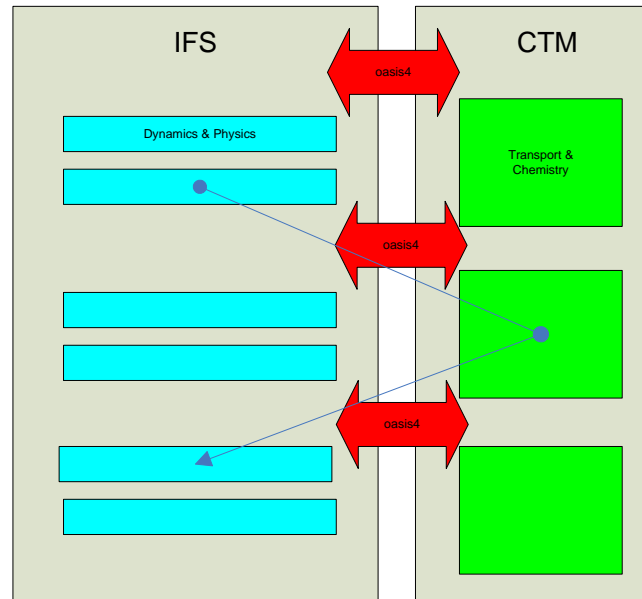 IFS
CTM
oasis4
Dynamics & Physics
Transport &
Chemistry
oasis4
oasis4